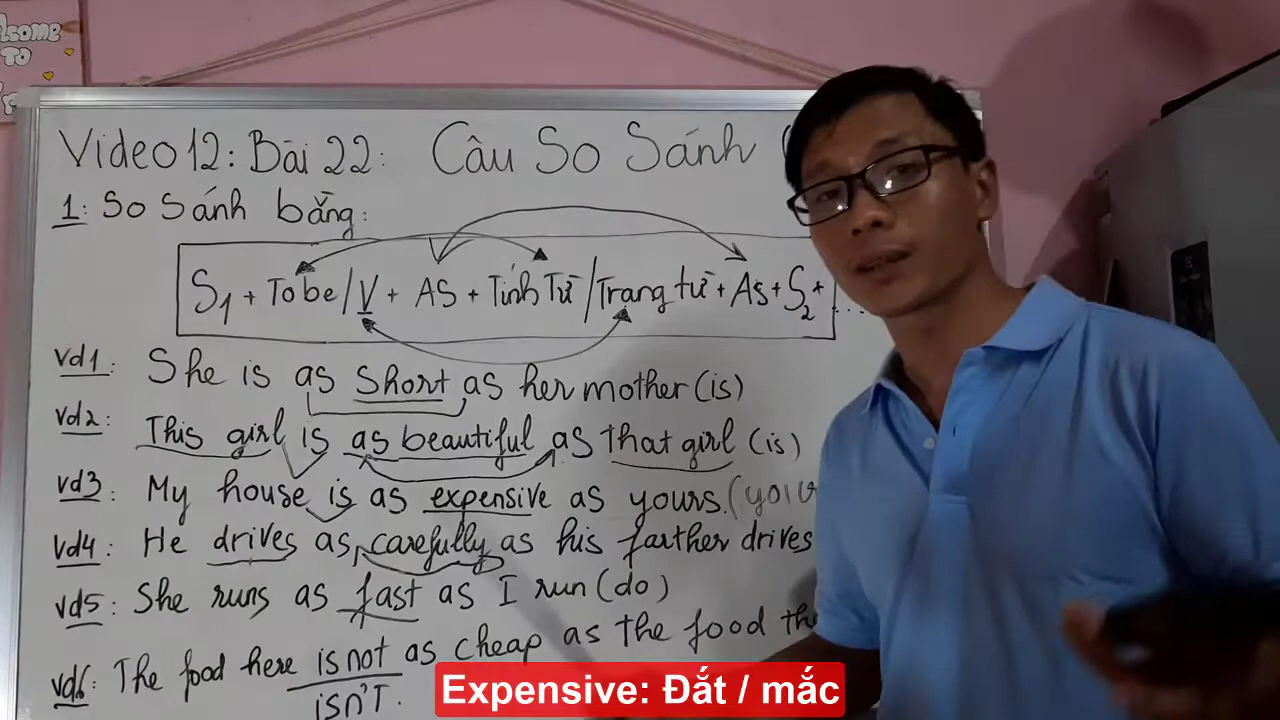 Welcome
To
Video 12: Bài 22: Câu So Sánh
1: So Sánh bằng:
S1 + Tobe/V + AS + Tính Từ/Trạng từ + As + S2 + ...
Vd1: She is as short as her mother (is)
Vd2: This girl is as beautiful as that girl (is)
Vd3: My house is as expensive as yours. (your
Vd4: He drives as carefully as his farther drives
Vd5: She runs as fast as I run (do)
Vd6: The food here is not as cheap as the food the
isn't.
Expensive: Đắt / mắc